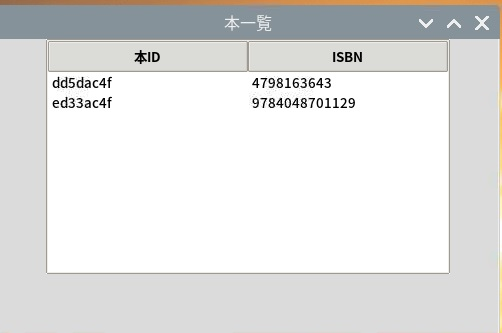 本一覧
本ID ISBN
dd5dac4f 4798163643
ed33ac4f 9784048701129